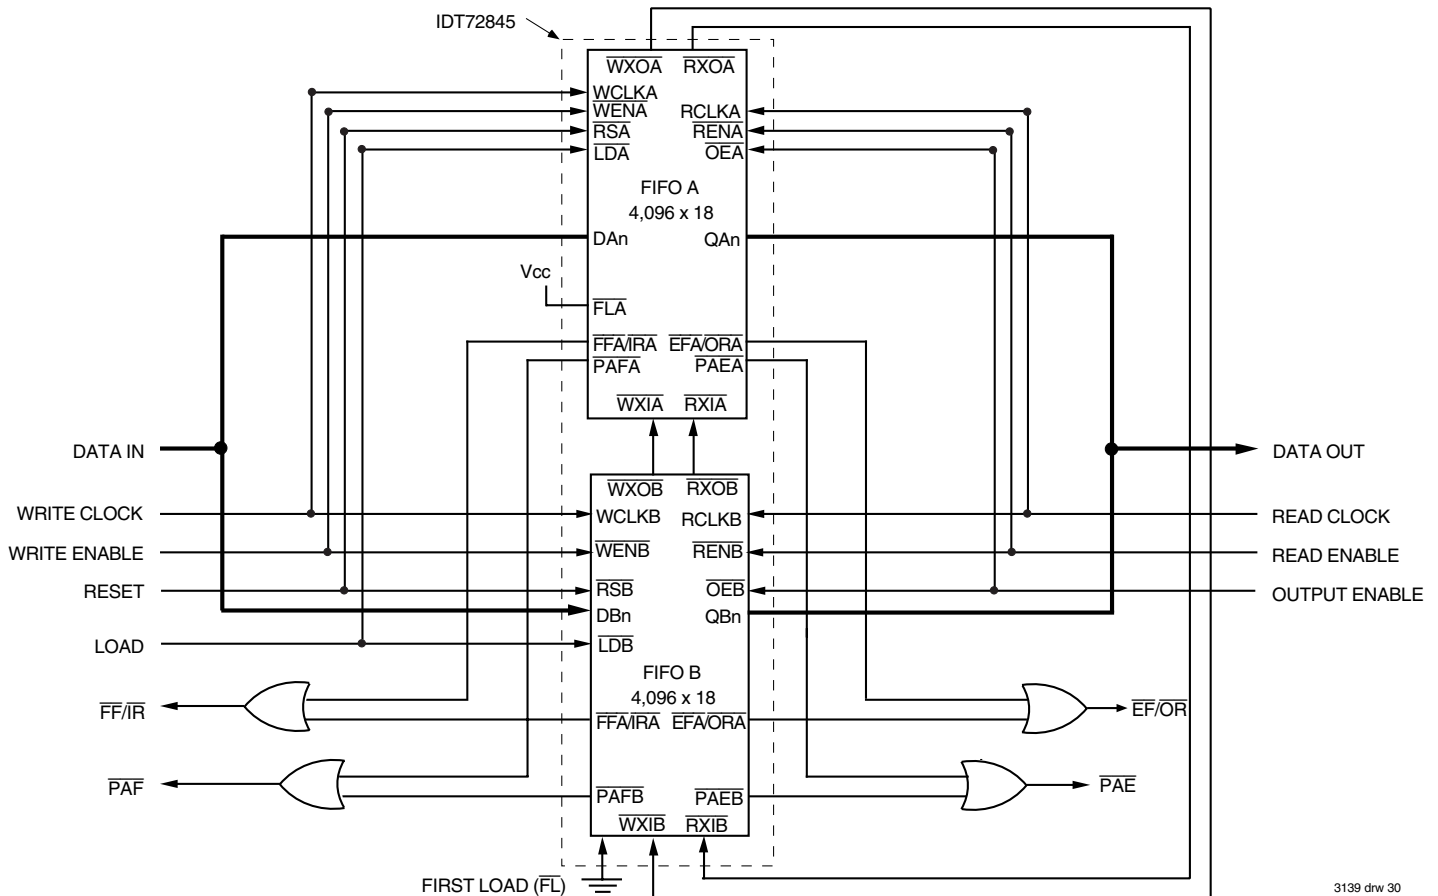 IDT72845
WXOA RXOA
WCLKA
WENA RCLKA
RSA RENA
LDA OEA
FIFO A
4,096 x 18
DAn QAn
Vcc
FLA
FFA/IRA EFA/ORA
PAFA PAEA
WXIA RXIA
DATA IN DATA OUT
WXOB RXOB
WRITE CLOCK WCLKB RCLKB READ CLOCK
WRITE ENABLE WENB RENB READ ENABLE
RESET RSB OEB OUTPUT ENABLE
DBn QBn
LOAD LDB
FIFO B
4,096 x 18
FF/IR FFA/IRA EFA/ORA EF/OR
PAF PAFB PAEB PAE
WXIB RXIB
FIRST LOAD (FL)
3139 drw 30